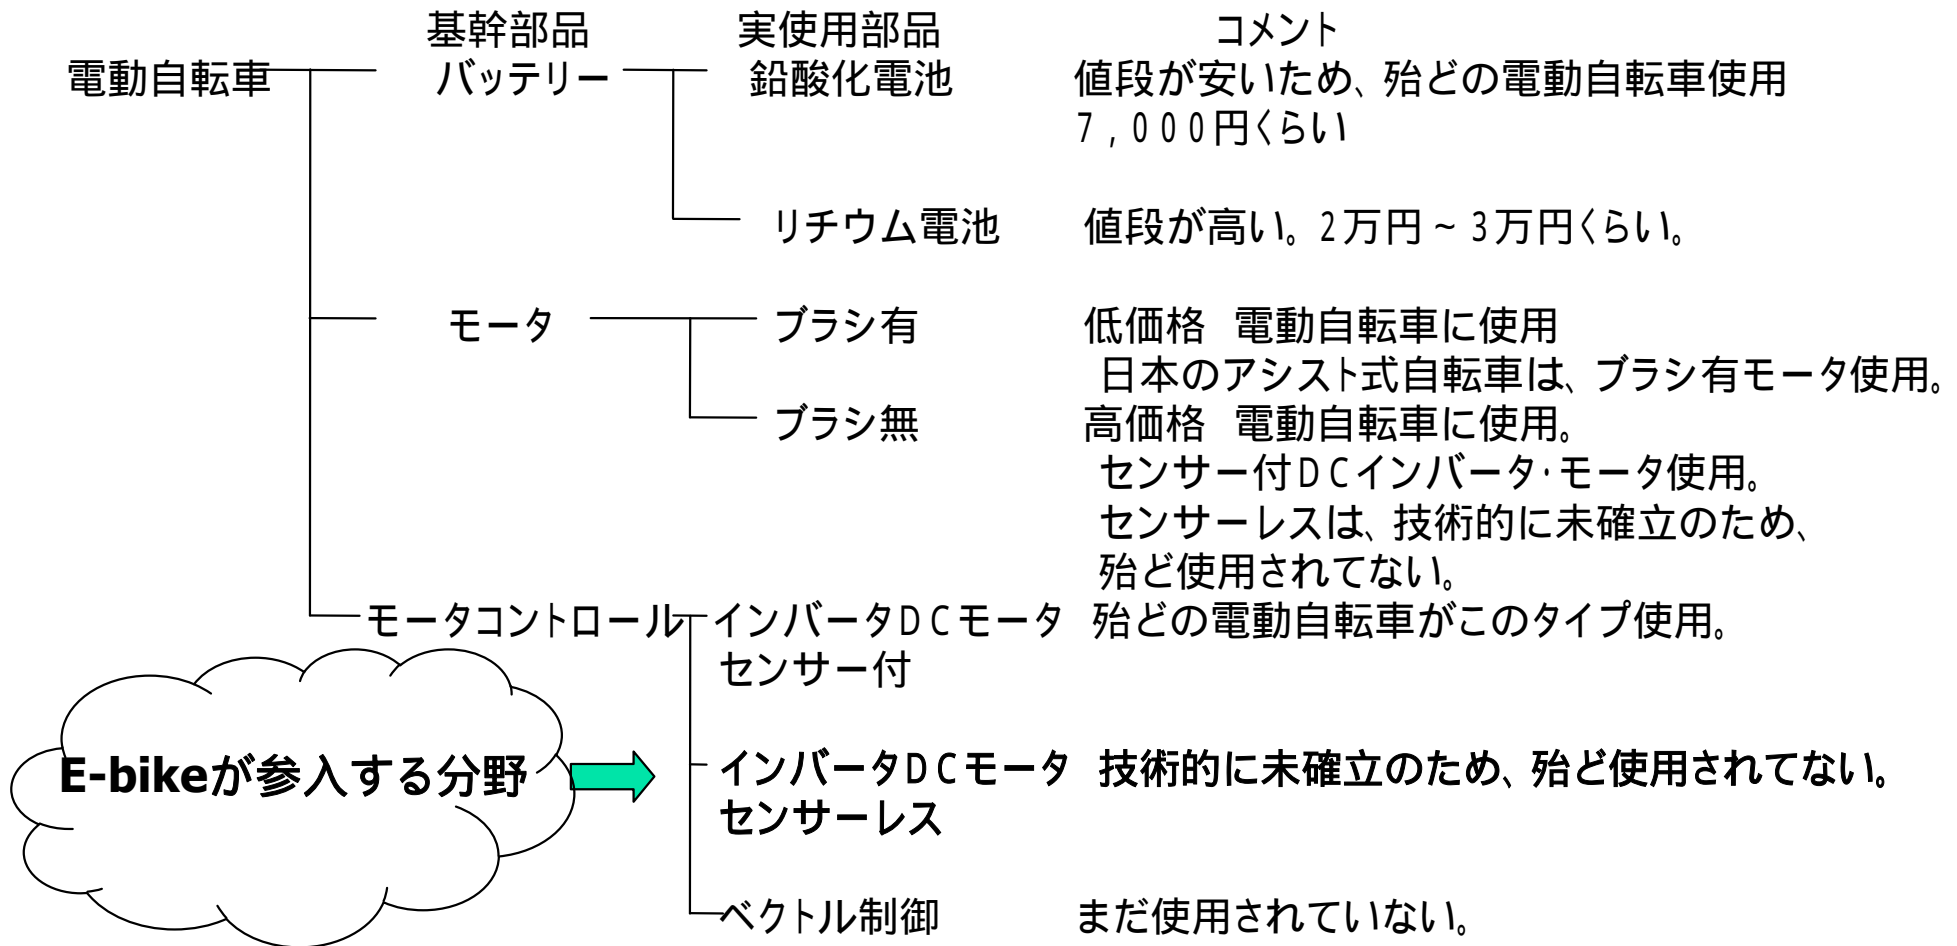 基幹部品 実使用部品 コメント
電動自転車 バッテリー 鉛酸化電池 値段が安いため、殆どの電動自転車使用
７,０００円くらい
リチウム電池 値段が高い。２万円～３万円くらい。
モータ ブラシ有 低価格 電動自転車に使用
日本のアシスト式自転車は、ブラシ有モータ使用。
ブラシ無 高価格 電動自転車に使用。
センサー付ＤＣインバータ・モータ使用。
センサーレスは、技術的に未確立のため、
殆ど使用されてない。
モータコントロール インバータＤＣモータ 殆どの電動自転車がこのタイプ使用。
センサー付
E-bikeが参入する分野 インバータＤＣモータ 技術的に未確立のため、殆ど使用されてない。
センサーレス
ベクトル制御 まだ使用されていない。